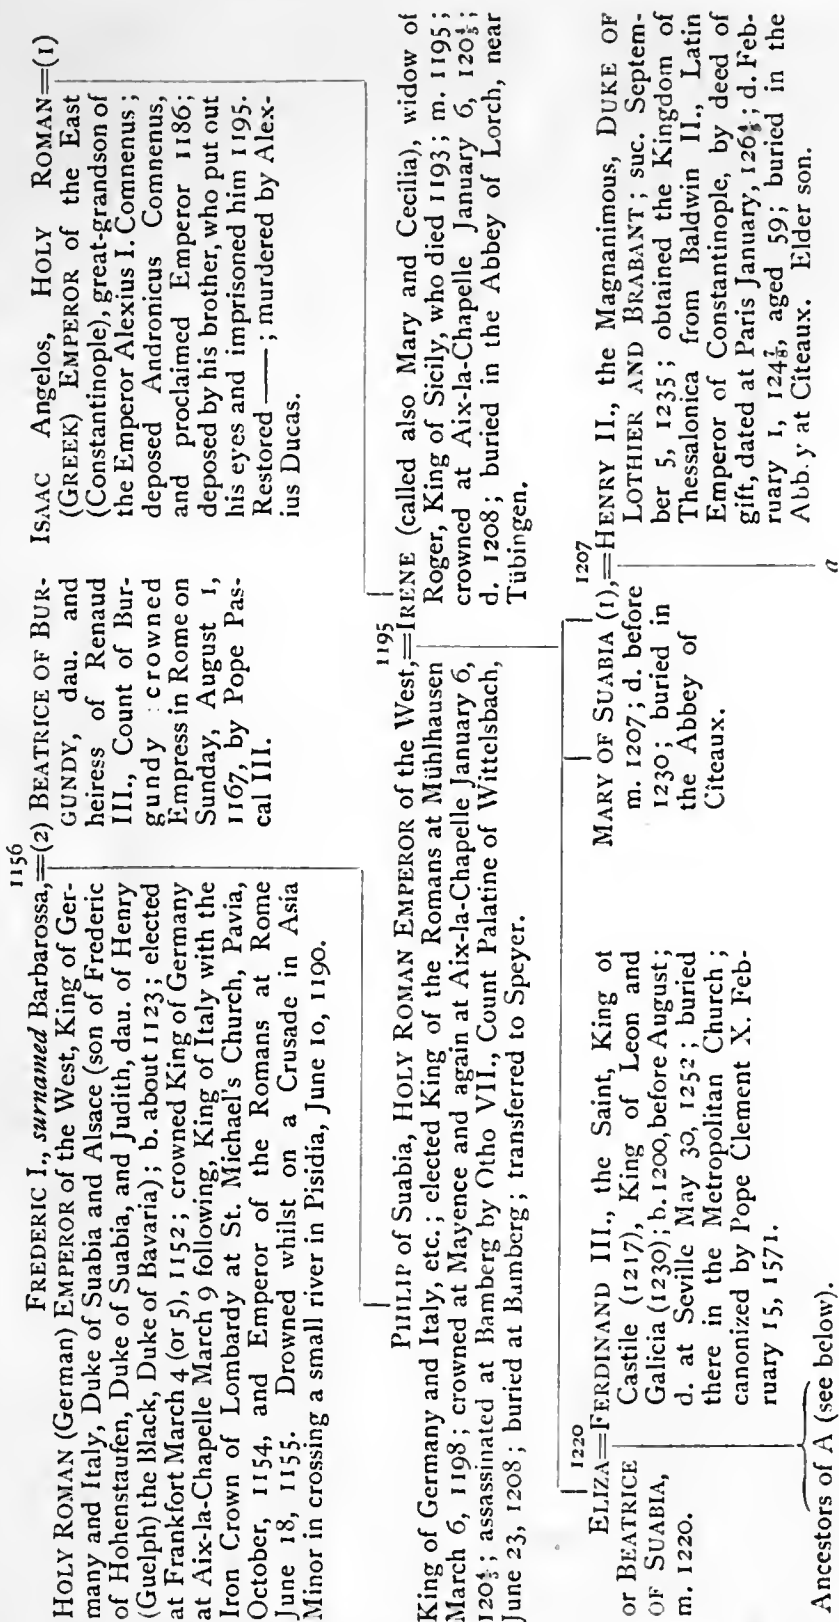 1156
FREDERIC I., surnamed Barbarossa,=(2) BEATRICE OF BUR-
HOLY ROMAN (German) EMPEROR of the West, King of Ger-
many and Italy, Duke of Suabia and Alsace (son of Frederic
of Hohenstaufen, Duke of Suabia, and Judith, dau. of Henry
(Guelph) the Black, Duke of Bavaria); b. about 1123; elected
at Frankfort March 4 (or 5), 1152; crowned King of Germany
at Aix-la-Chapelle March 9 following, King of Italy with the
Iron Crown of Lombardy at St. Michael's Church, Pavia,
October, 1154, and Emperor of the Romans at Rome
June 18, 1155. Drowned whilst on a Crusade in Asia
Minor in crossing a small river in Pisidia, June 10, 1190.
GUNDY, dau. and
heiress of Renaud
III., Count of Bur-
gundy : crowned
Empress in Rome on
Sunday, August 1,
1167, by Pope Pas-
cal III.
ISAAC Angelos, HOLY ROMAN=(1)
(GREEK) EMPEROR of the East
(Constantinople), great-grandson of
the Emperor Alexius I. Comnenus;
deposed Andronicus Comnenus,
and proclaimed Emperor 1186;
deposed by his brother, who put out
his eyes and imprisoned him 1195.
Restored ——; murdered by Alex-
ius Ducas.
1195
PHILIP of Suabia, HOLY ROMAN EMPEROR of the West,=IRENE (called also Mary and Cecilia), widow of
King of Germany and Italy, etc.; elected King of the Romans at Mühlhausen
March 6, 1198; crowned at Mayence and again at Aix-la-Chapelle January 6,
120⅘; assassinated at Bamberg by Otho VII., Count Palatine of Wittelsbach,
June 23, 1208; buried at Bamberg; transferred to Speyer.
Roger, King of Sicily, who died 1193; m. 1195;
crowned at Aix-la-Chapelle January 6, 120⅘;
d. 1208; buried in the Abbey of Lorch, near
Tübingen.
1220
ELIZA=FERDINAND III., the Saint, King of
or BEATRICE
OF SUABIA,
m. 1220.
Castile (1217), King of Leon and
Galicia (1230); b. 1200, before August;
d. at Seville May 30, 1252; buried
there in the Metropolitan Church;
canonized by Pope Clement X. Feb-
ruary 15, 1571.
1207
MARY OF SUABIA (1),=HENRY II., the Magnanimous, DUKE OF
m. 1207; d. before
1230; buried in
the Abbey of
Citeaux.
LOTHIER AND BRABANT; suc. Septem-
ber 5, 1235; obtained the Kingdom of
Thessalonica from Baldwin II., Latin
Emperor of Constantinople, by deed of
gift, dated at Paris January, 126⅘; d. Feb-
ruary 1, 124⅞, aged 59; buried in the
Abb.y at Citeaux. Elder son.
Ancestors of A (see below).
a